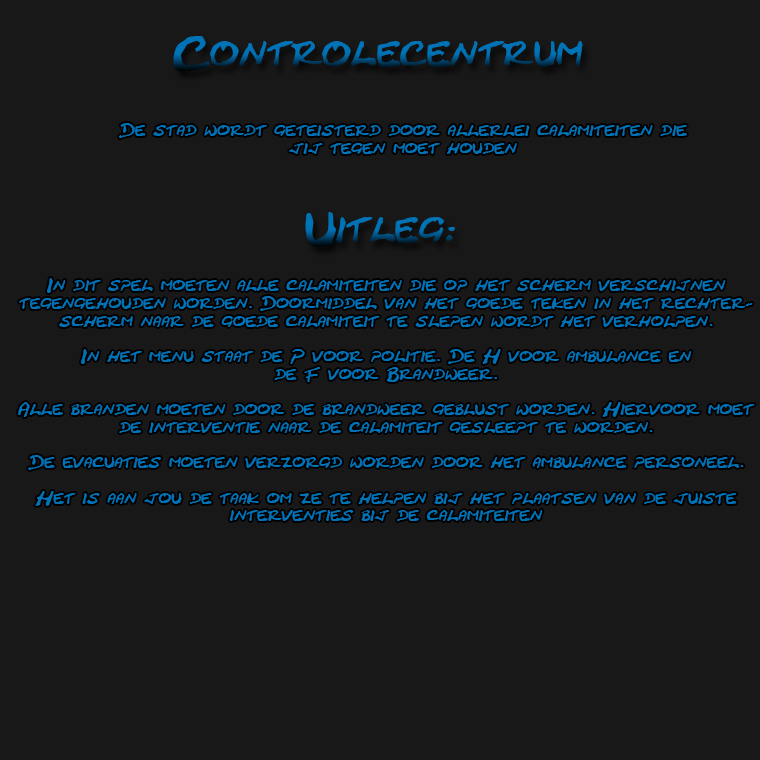 Controlecentrum
De stad wordt geteisterd door allerlei calamiteiten die
jij tegen moet houden
Uitleg:
In dit spel moeten alle calamiteiten die op het scherm verschijnen
tegengehouden worden. Doormiddel van het goede teken in het rechter-
scherm naar de goede calamiteit te slepen wordt het verholpen.
In het menu staat de P voor politie. De H voor ambulance en
de F voor Brandweer.
Alle branden moeten door de brandweer geblust worden. Hiervoor moet
de interventie naar de calamiteit gesleept te worden.
De evacuaties moeten verzorgd worden door het ambulance personeel.
Het is aan jou de taak om ze te helpen bij het plaatsen van de juiste
interventies bij de calamiteiten